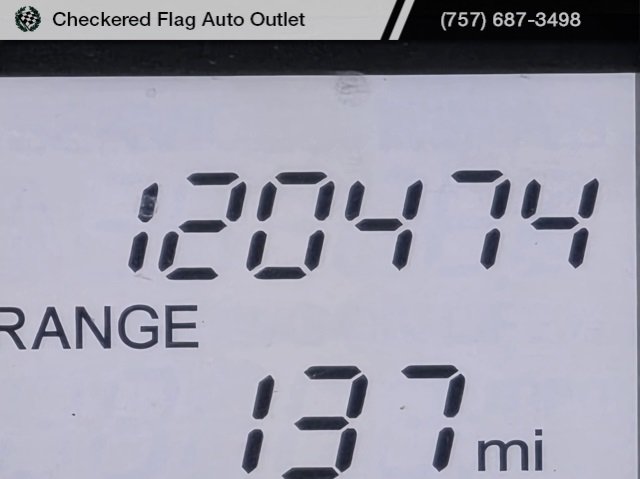 Checkered Flag Auto Outlet (757) 687-3498
120474
RANGE
137 mi